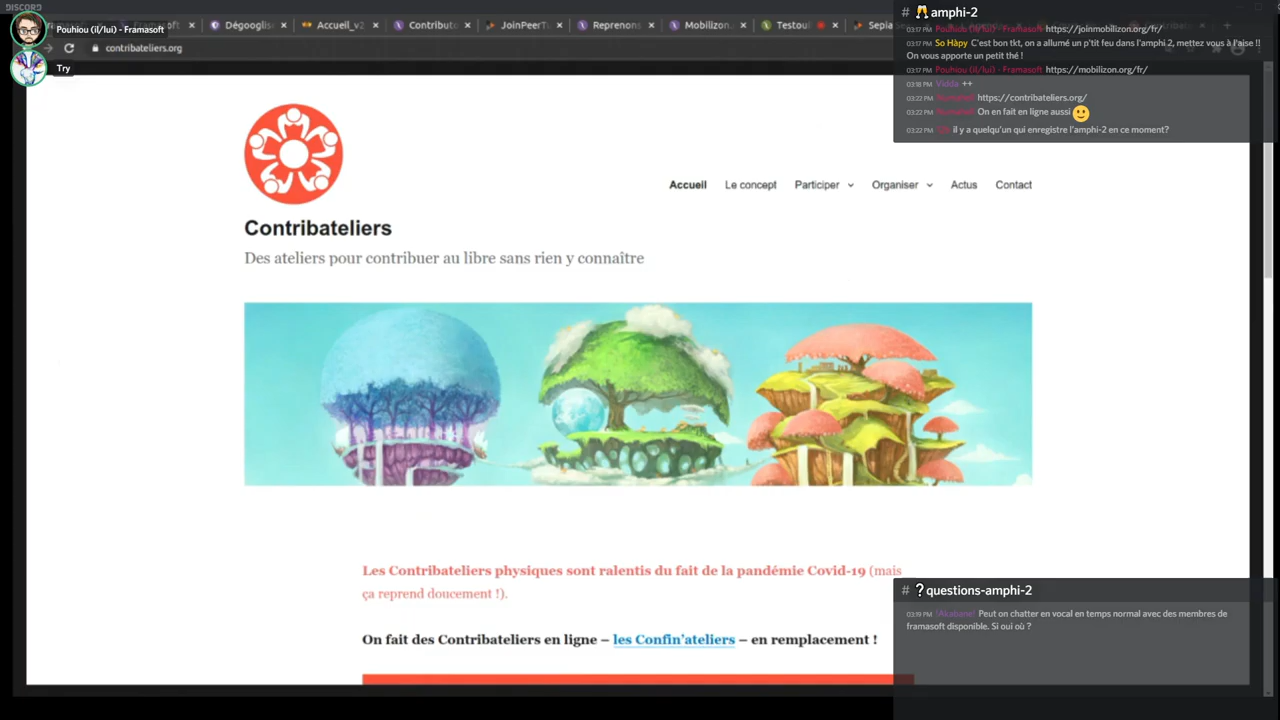 DISCORD
Pouhiou (il/lui) - Framasoft
Try
Dégooglis
Accueil_v2
Contribute
JoinPeerT
Reprenons
Mobilizon.
Testoul
Sepia
contribateliers.org
# amphi-2
03:17 PM Pouhiou (il/lui) - Framasoft https://joinmobilizon.org/fr/
03:17 PM So Hàpy C'est bon tkt, on a allumé un p'tit feu dans l'amphi 2, mettez vous à l'aise !!
On vous apporte un petit thé !
03:17 PM Pouhiou (il/lui) - Framasoft https://mobilizon.org/fr/
03:18 PM Vidda ++
03:22 PM https://contribateliers.org/
03:22 PM On en fait en ligne aussi
03:22 PM il y a quelqu'un qui enregistre l'amphi-2 en ce moment?
Accueil Le concept Participer Organiser Actus Contact
Contribateliers
Des ateliers pour contribuer au libre sans rien y connaître
Les Contribateliers physiques sont ralentis du fait de la pandémie Covid-19 (mais
ça reprend doucement !).
On fait des Contribateliers en ligne – les Confin'ateliers – en remplacement !
# ?questions-amphi-2
03:19 PM Peut on chatter en vocal en temps normal avec des membres de
framasoft disponible. Si oui où ?